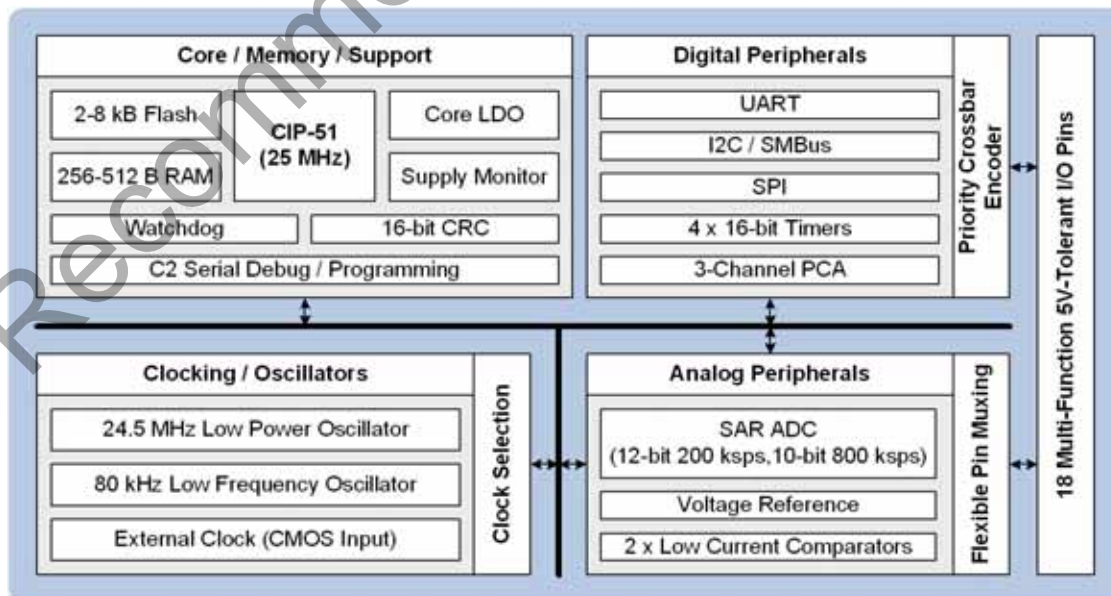 Recomme
Core / Memory / Support
2-8 kB Flash
CIP-51
(25 MHz)
Core LDO
256-512 B RAM
Supply Monitor
Watchdog
16-bit CRC
C2 Serial Debug / Programming
Digital Peripherals
UART
I2C / SMBus
SPI
4 x 16-bit Timers
3-Channel PCA
Priority Crossbar
Encoder
Clocking / Oscillators
24.5 MHz Low Power Oscillator
80 kHz Low Frequency Oscillator
External Clock (CMOS Input)
Clock Selection
Analog Peripherals
SAR ADC
(12-bit 200 ksps,10-bit 800 ksps)
Voltage Reference
2 x Low Current Comparators
Flexible Pin Muxing
18 Multi-Function 5V-Tolerant I/O Pins